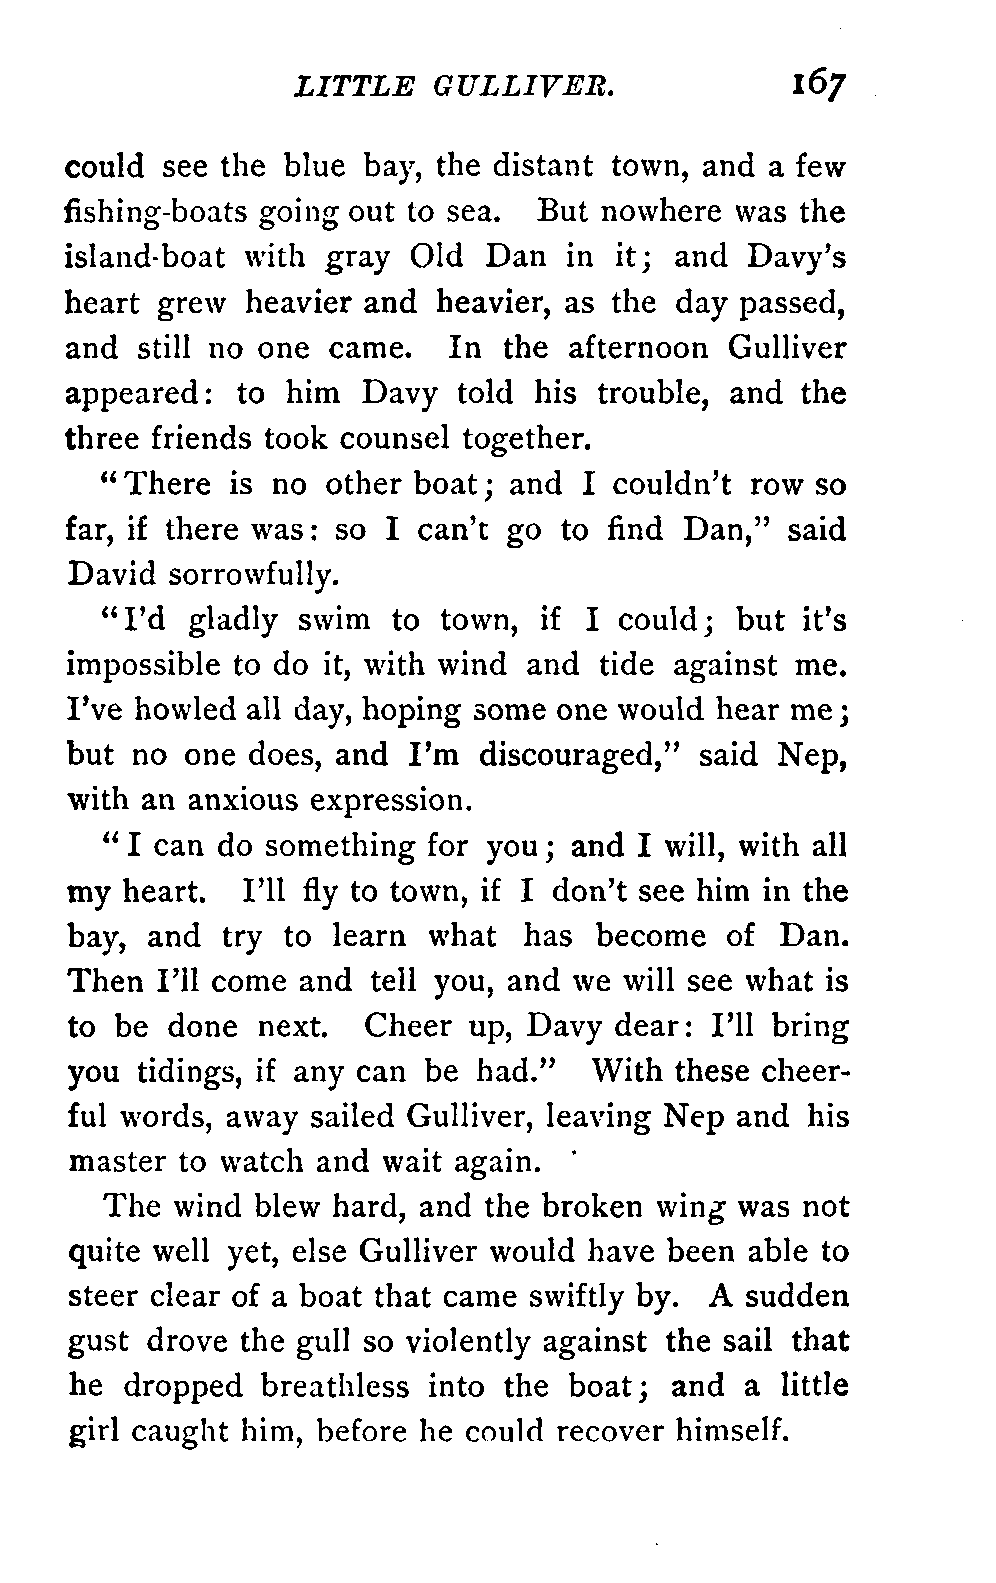 LITTLE GULLIVER. 167
could see the blue bay, the distant town, and a few
fishing-boats going out to sea. But nowhere was the
island-boat with gray Old Dan in it; and Davy's
heart grew heavier and heavier, as the day passed,
and still no one came. In the afternoon Gulliver
appeared: to him Davy told his trouble, and the
three friends took counsel together.
"There is no other boat; and I couldn't row so
far, if there was: so I can't go to find Dan," said
David sorrowfully.
"I'd gladly swim to town, if I could; but it's
impossible to do it, with wind and tide against me.
I've howled all day, hoping some one would hear me;
but no one does, and I'm discouraged," said Nep,
with an anxious expression.
"I can do something for you; and I will, with all
my heart. I'll fly to town, if I don't see him in the
bay, and try to learn what has become of Dan.
Then I'll come and tell you, and we will see what is
to be done next. Cheer up, Davy dear: I'll bring
you tidings, if any can be had." With these cheer-
ful words, away sailed Gulliver, leaving Nep and his
master to watch and wait again.
The wind blew hard, and the broken wing was not
quite well yet, else Gulliver would have been able to
steer clear of a boat that came swiftly by. A sudden
gust drove the gull so violently against the sail that
he dropped breathless into the boat; and a little
girl caught him, before he could recover himself.